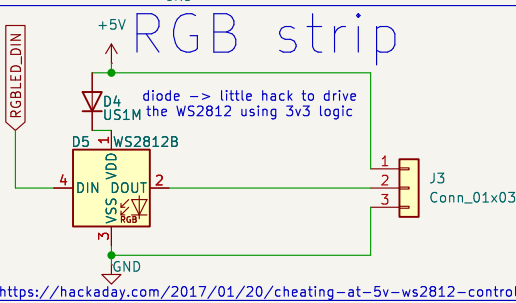 +5V
RGB strip
RGBLED_DIN
D4
US1M
diode -> little hack to drive
the WS2812 using 3v3 logic
D5
WS2812B
1
VDD
4
DIN
DOUT
2
VSS
RGB
3
GND
1
2
3
J3
Conn_01x03
https://hackaday.com/2017/01/20/cheating-at-5v-ws2812-control